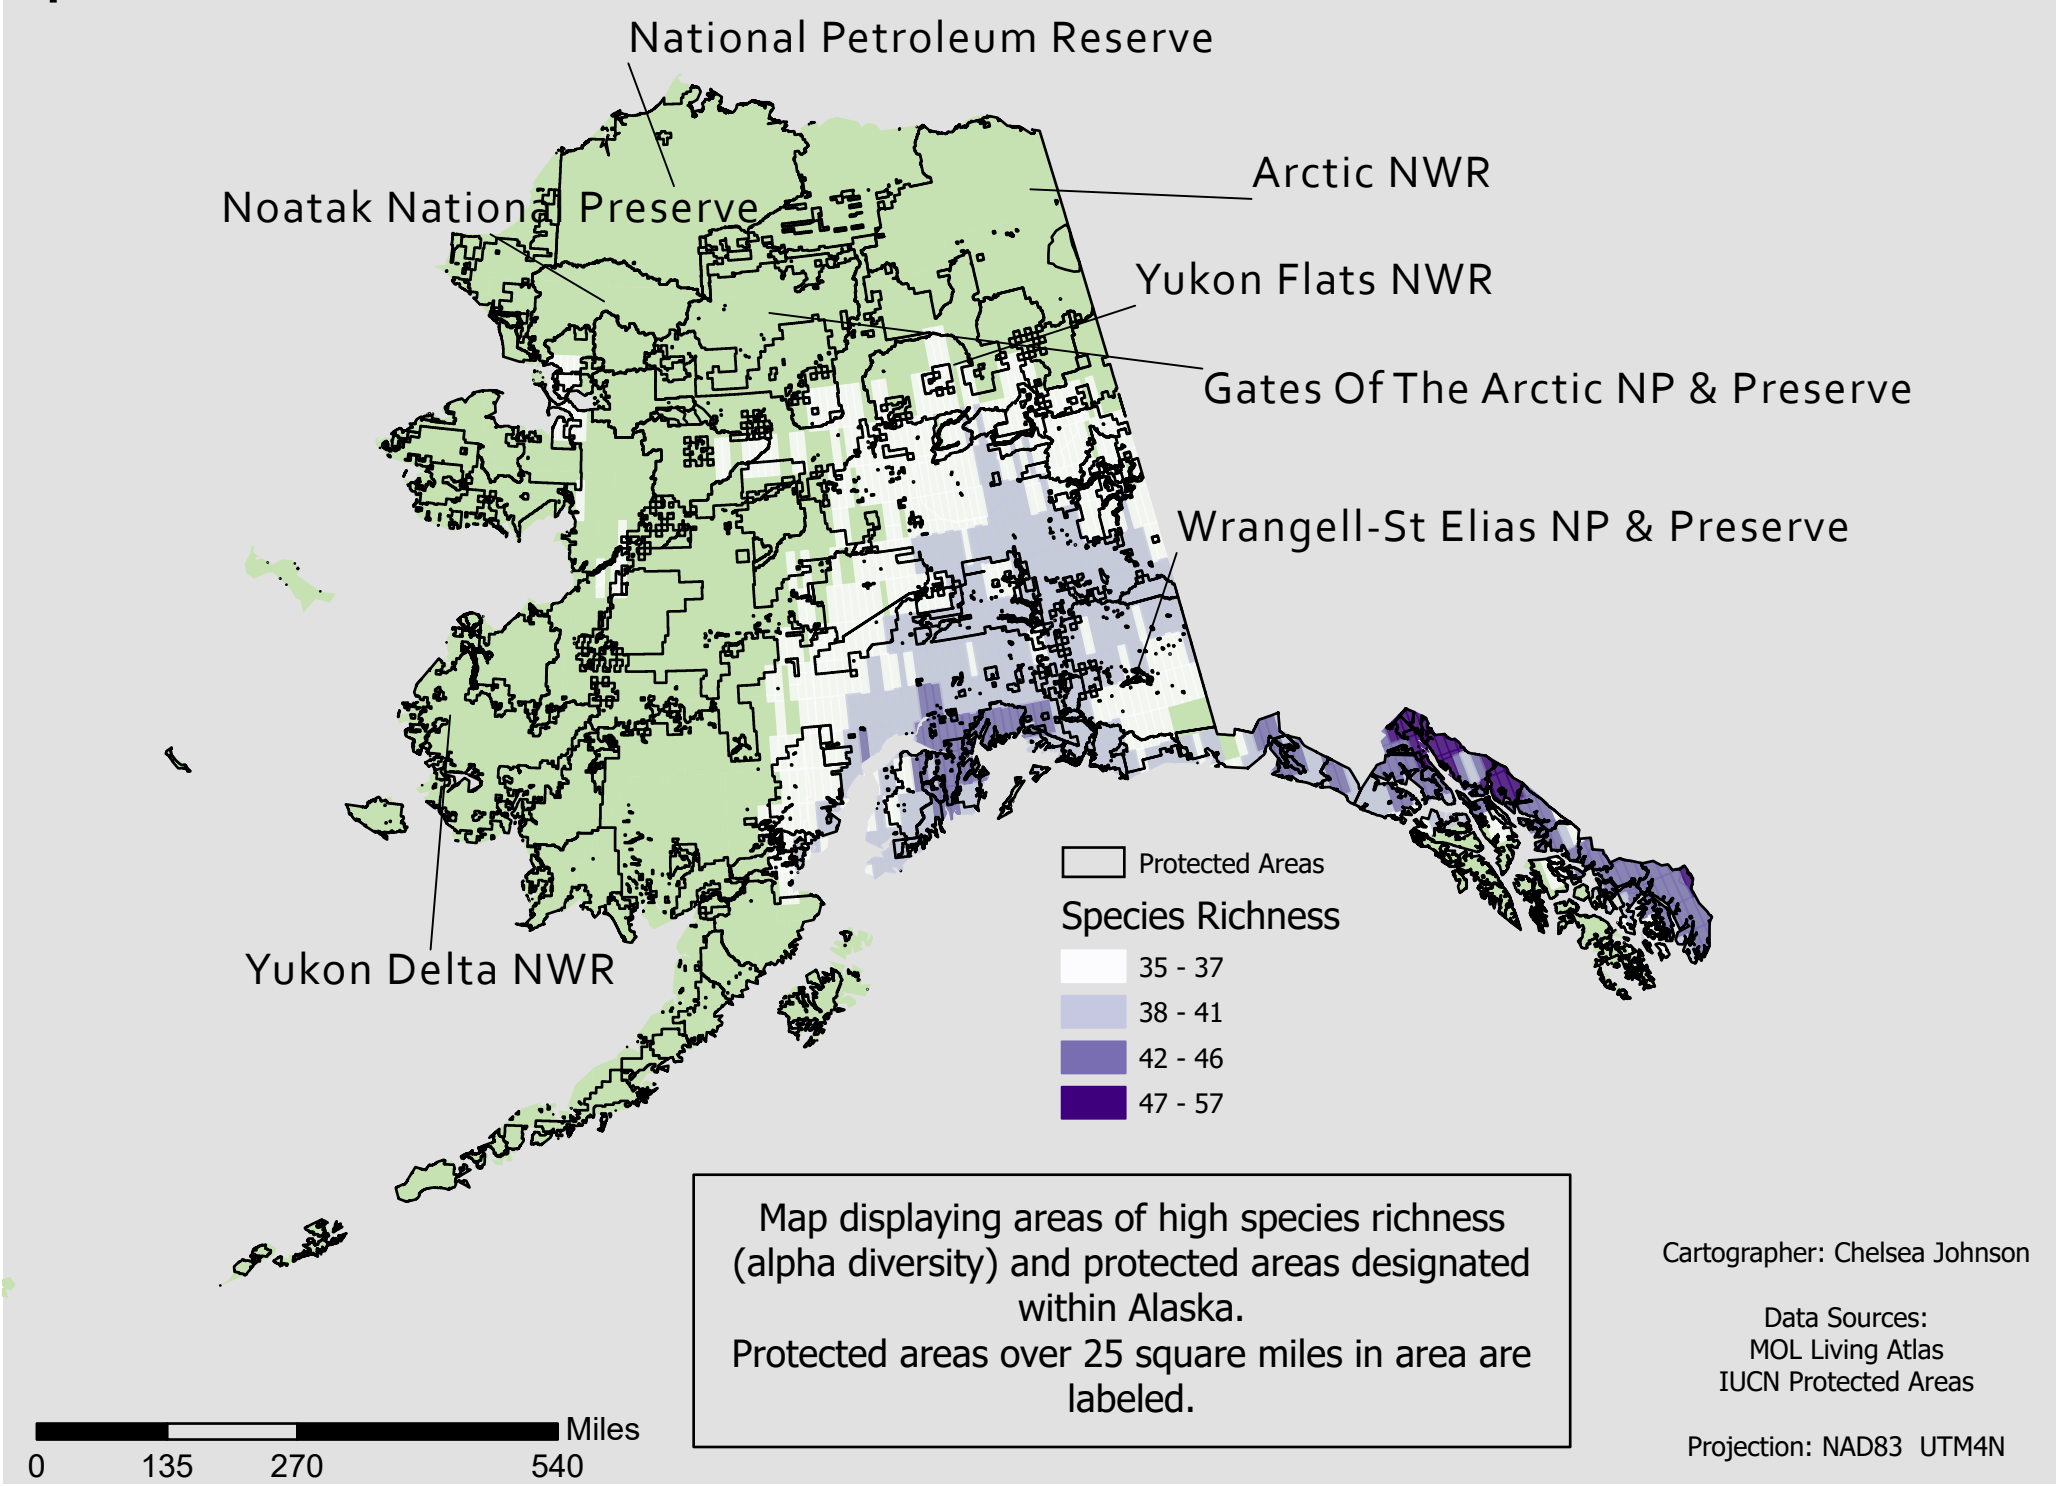 National Petroleum Reserve
Arctic NWR
Noatak National Preserve
Yukon Flats NWR
Gates Of The Arctic NP & Preserve
Wrangell-St Elias NP & Preserve
Yukon Delta NWR
Protected Areas
Species Richness
35 - 37
38 - 41
42 - 46
47 - 57
Map displaying areas of high species richness
(alpha diversity) and protected areas designated
within Alaska.
Protected areas over 25 square miles in area are
labeled.
Cartographer: Chelsea Johnson
Data Sources:
MOL Living Atlas
IUCN Protected Areas
Projection: NAD83 UTM4N
Miles
0 135 270 540